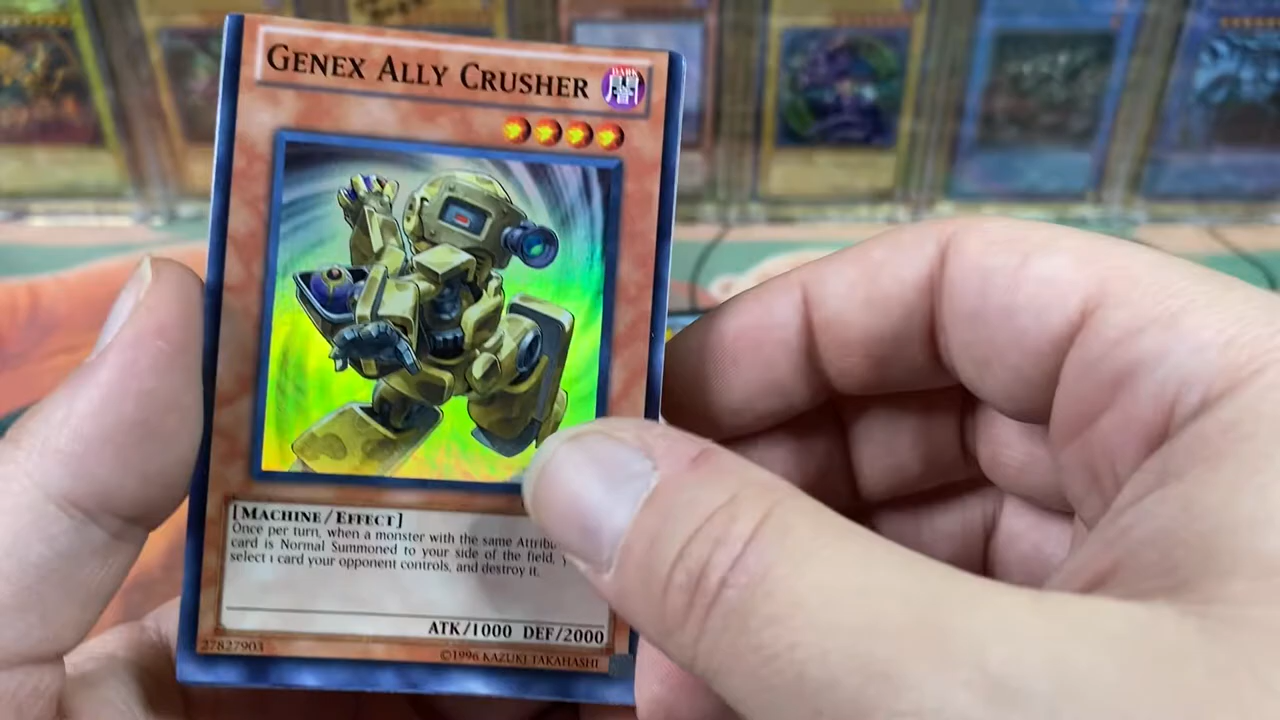 GENEX ALLY CRUSHER
DARK
[MACHINE/EFFECT]
Once per turn, when a monster with the same
card is Normal Summoned to your side of the field,
select 1 card your opponent controls, and destroy it.
ATK/1000 DEF/2000
27827903
©1996 KAZUKI TAKAHASHI